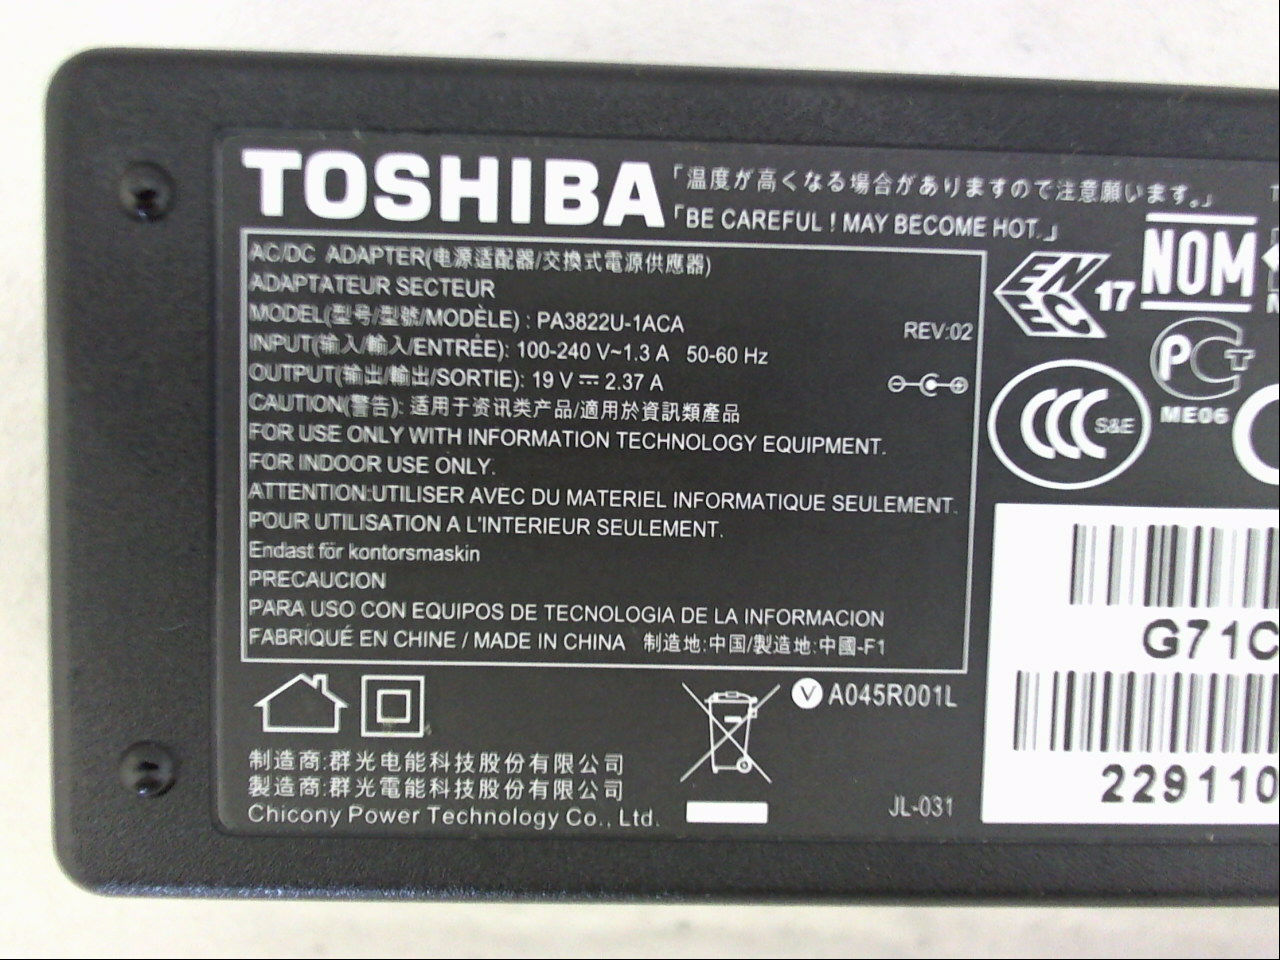 TOSHIBA
「温度が高くなる場合がありますので注意願います。」
「BE CAREFUL ! MAY BECOME HOT.」
AC/DC ADAPTER(电源适配器/交換式電源供應器)
ADAPTATEUR SECTEUR
MODEL(型号/型號/MODÈLE) : PA3822U-1ACA
REV:02
INPUT(输入/輸入/ENTRÉE): 100-240 V~1.3 A 50-60 Hz
OUTPUT(输出/輸出/SORTIE): 19 V ⎓ 2.37 A
CAUTION(警告): 适用于资讯类产品/適用於資訊類產品
FOR USE ONLY WITH INFORMATION TECHNOLOGY EQUIPMENT.
FOR INDOOR USE ONLY.
ATTENTION:UTILISER AVEC DU MATERIEL INFORMATIQUE SEULEMENT.
POUR UTILISATION A L'INTERIEUR SEULEMENT.
Endast för kontorsmaskin
PRECAUCION
PARA USO CON EQUIPOS DE TECNOLOGIA DE LA INFORMACION
FABRIQUÉ EN CHINE / MADE IN CHINA 制造地:中国/製造地:中國-F1
17
NOM
PCT
ME06
CCC S&E
G71C
229110
V A045R001L
制造商:群光电能科技股份有限公司
製造商:群光電能科技股份有限公司
Chicony Power Technology Co., Ltd.
JL-031